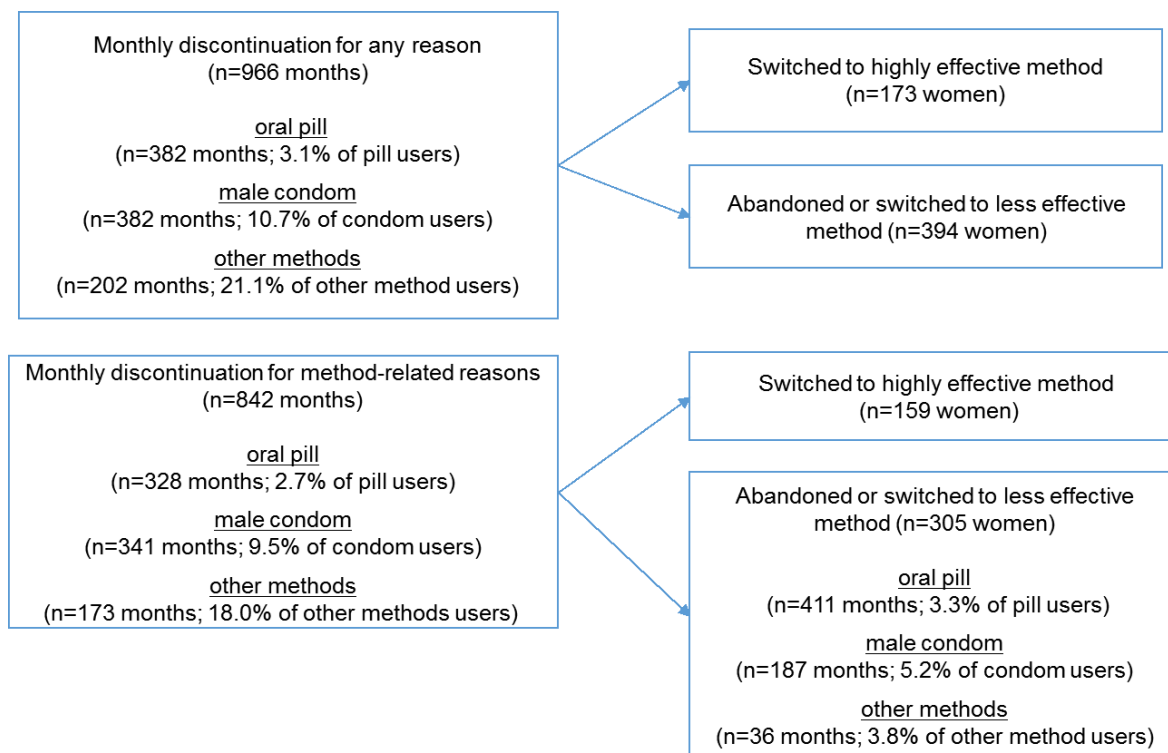 Monthly discontinuation for any reason
(n=966 months)
oral pill
(n=382 months; 3.1% of pill users)
male condom
(n=382 months; 10.7% of condom users)
other methods
(n=202 months; 21.1% of other method users)
Switched to highly effective method
(n=173 women)
Abandoned or switched to less effective
method (n=394 women)
Monthly discontinuation for method-related reasons
(n=842 months)
oral pill
(n=328 months; 2.7% of pill users)
male condom
(n=341 months; 9.5% of condom users)
other methods
(n=173 months; 18.0% of other methods users)
Switched to highly effective method
(n=159 women)
Abandoned or switched to less effective
method (n=305 women)
oral pill
(n=411 months; 3.3% of pill users)
male condom
(n=187 months; 5.2% of condom users)
other methods
(n=36 months; 3.8% of other method users)